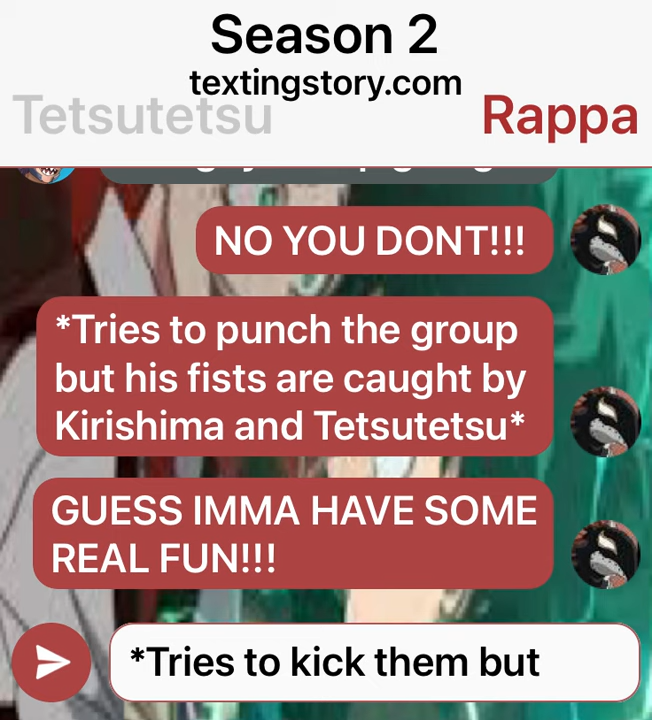 Season 2
textingstory.com
Tetsutetsu
Rappa
NO YOU DONT!!!
*Tries to punch the group
but his fists are caught by
Kirishima and Tetsutetsu*
GUESS IMMA HAVE SOME
REAL FUN!!!
*Tries to kick them but